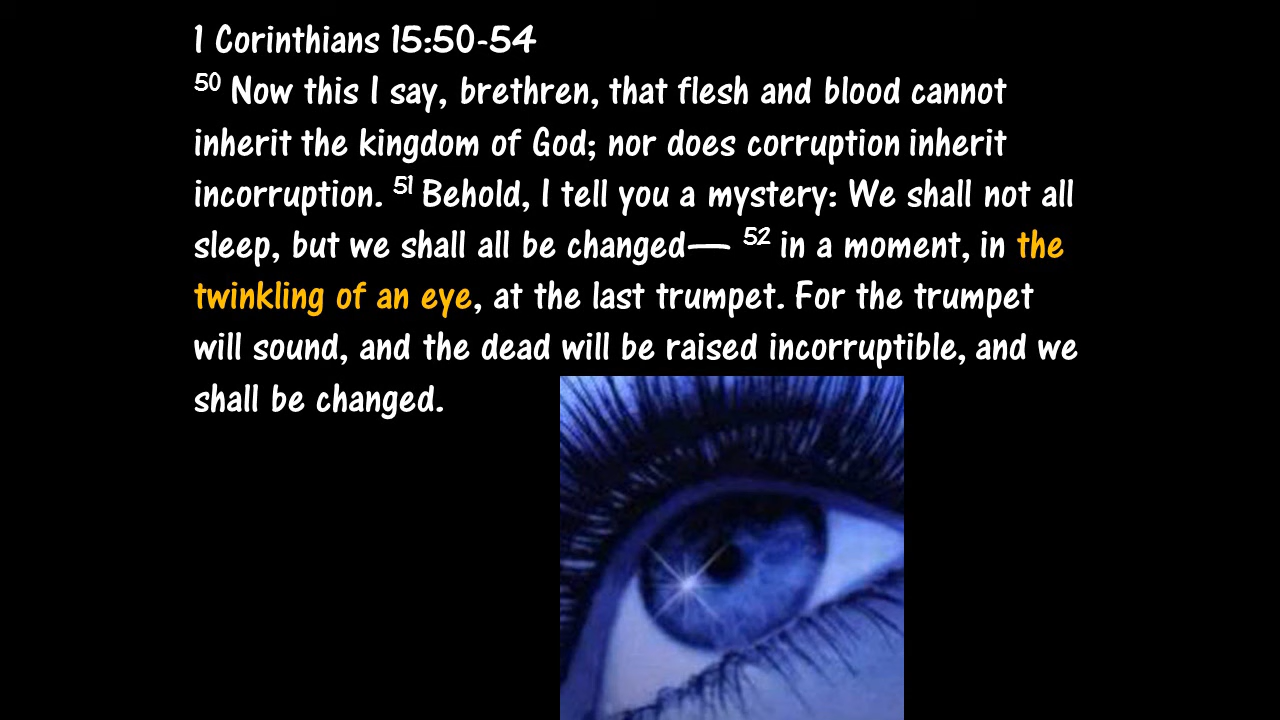 1 Corinthians 15:50-54
50 Now this I say, brethren, that flesh and blood cannot
inherit the kingdom of God; nor does corruption inherit
incorruption. 51 Behold, I tell you a mystery: We shall not all
sleep, but we shall all be changed— 52 in a moment, in the
twinkling of an eye, at the last trumpet. For the trumpet
will sound, and the dead will be raised incorruptible, and we
shall be changed.